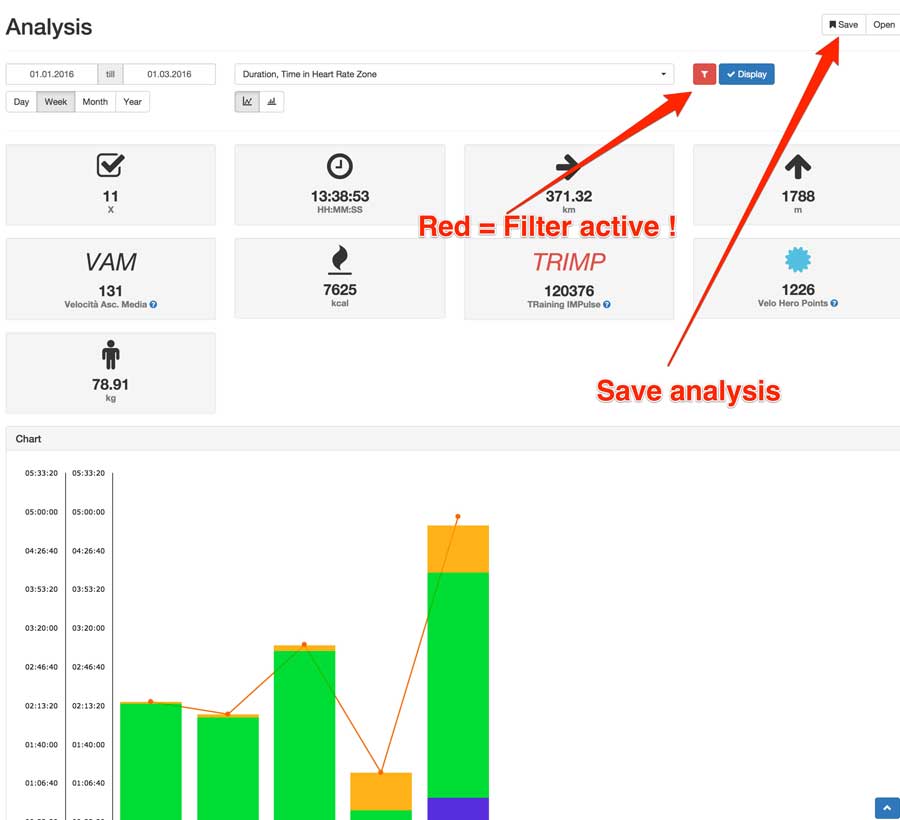 Analysis
Save
Open
01.01.2016 till 01.03.2016
Duration, Time in Heart Rate Zone
Display
Day Week Month Year
11
X
13:38:53
HH:MM:SS
371.32
km
1788
m
Red = Filter active !
VAM
131
Velocità Asc. Media ?
7625
kcal
TRIMP
120376
TRaining IMPulse ?
1226
Velo Hero Points ?
78.91
kg
Save analysis
Chart
05:33:20 05:33:20
05:00:00 05:00:00
04:26:40 04:26:40
03:53:20 03:53:20
03:20:00 03:20:00
02:46:40 02:46:40
02:13:20 02:13:20
01:40:00 01:40:00
01:06:40 01:06:40